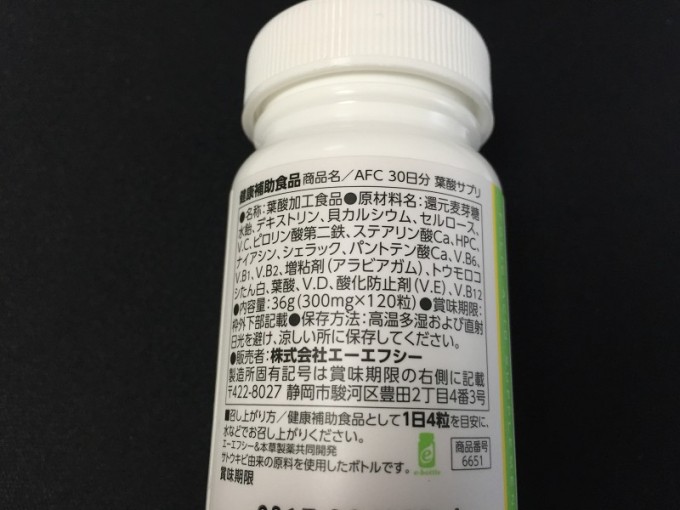 健康補助食品 商品名／AFC 30日分 葉酸サプリ
●名称：葉酸加工食品●原材料名：還元麦芽糖
水飴、デキストリン、貝カルシウム、セルロース、
V.C、ピロリン酸第二鉄、ステアリン酸Ca、HPC、
ナイアシン、シェラック、パントテン酸Ca、V.B6、
V.B1、V.B2、増粘剤（アラビアガム）、トウモロコ
シたん白、葉酸、V.D、酸化防止剤（V.E）、V.B12
●内容量：36g（300mg×120粒）●賞味期限：
枠外下部記載●保存方法：高温多湿および直射
日光を避け、涼しい所に保存してください。
●販売者：株式会社エーエフシー
製造所固有記号は賞味期限の右側に記載
〒422-8027 静岡市駿河区豊田2丁目4番3号
■召し上がり方／健康補助食品として1日4粒を目安に、
水などでお召し上がりください。
エーエフシー&本草製薬共同開発
サトウキビ由来の原料を使用したボトルです。
商品番号
6651
賞味期限